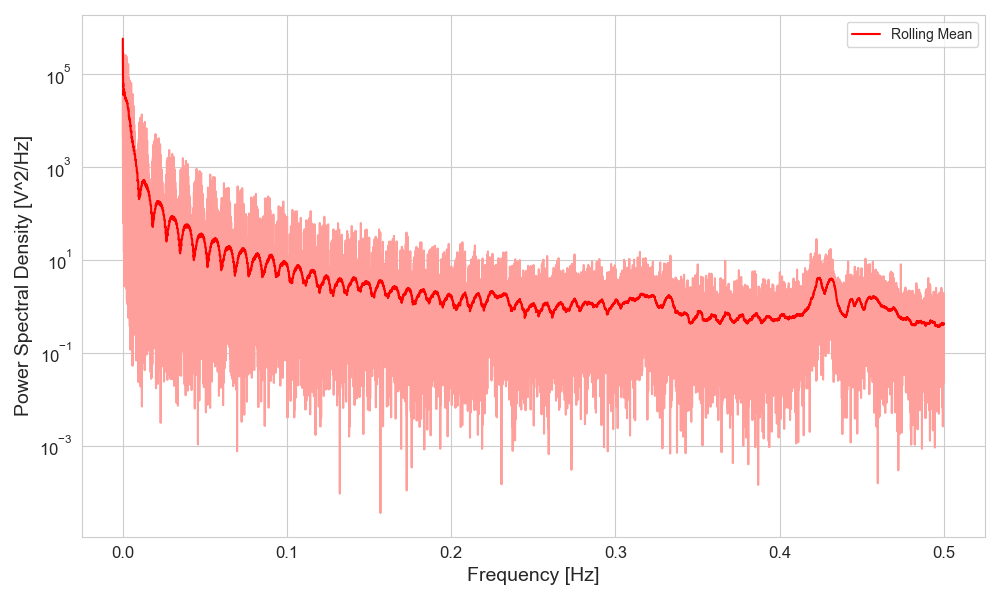 Rolling Mean
Power Spectral Density [V^2/Hz]
10^5
10^3
10^1
10^-1
10^-3
0.0 0.1 0.2 0.3 0.4 0.5
Frequency [Hz]